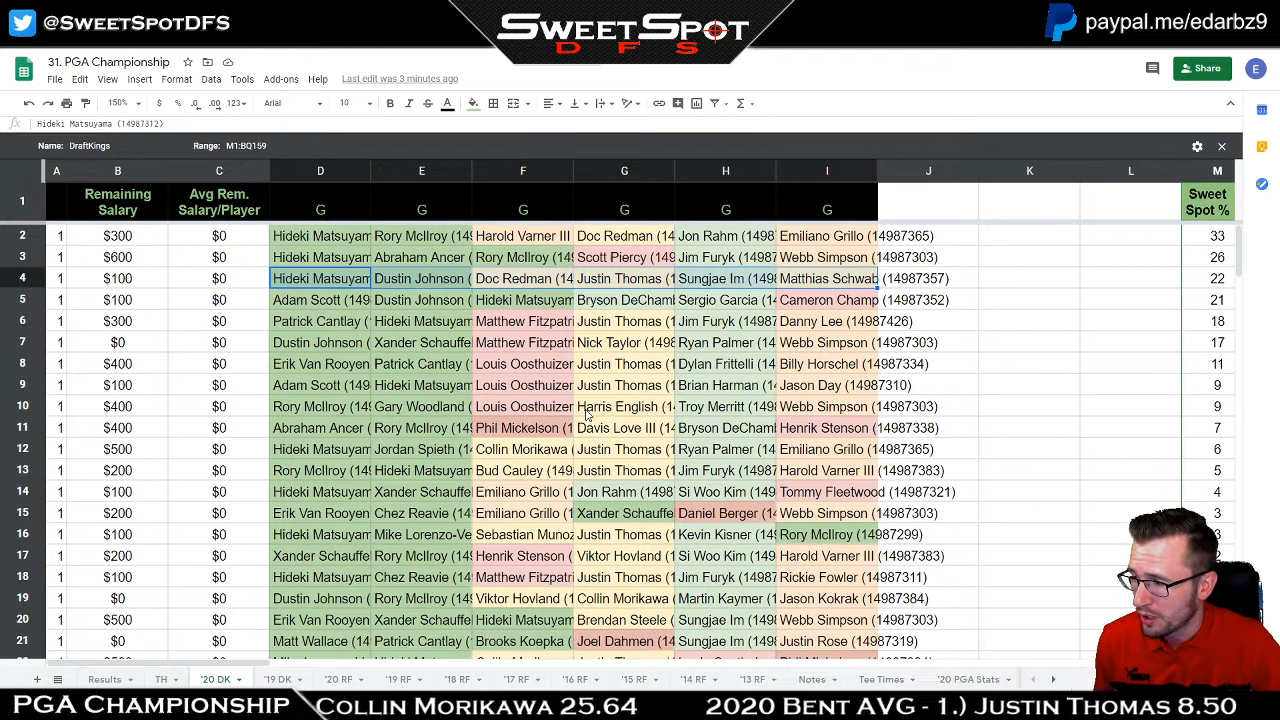 @SweetSpotDFS
SweetSpot
DFS
paypal.me/edarbz9
31. PGA Championship
File Edit View Insert Format Data Tools Add-ons Help Last edit was 3 minutes ago
Share
E
150% $ % .0 .00 123 Arial 10
fx Hideki Matsuyama (14987312)
Name: DraftKings Range: M1:BQ159
A B C D E F G H I J K L M
1 Remaining Salary Avg Rem. Salary/Player G G G G G G Sweet Spot %
2 1 $300 $0 Hideki Matsuyam Rory McIlroy (149 Harold Varner III Doc Redman (14 Jon Rahm (1498 Emiliano Grillo (14987365) 33
3 1 $600 $0 Hideki Matsuyam Abraham Ancer ( Rory McIlroy (149 Scott Piercy (149 Jim Furyk (14987 Webb Simpson (14987303) 26
4 1 $100 $0 Hideki Matsuyam Dustin Johnson ( Doc Redman (14 Justin Thomas (1 Sungjae Im (1498 Matthias Schwab (14987357) 22
5 1 $100 $0 Adam Scott (149 Dustin Johnson ( Hideki Matsuyam Bryson DeChamb Sergio Garcia (14 Cameron Champ (14987352) 21
6 1 $300 $0 Patrick Cantlay (1 Hideki Matsuyam Matthew Fitzpatri Justin Thomas (1 Jim Furyk (14987 Danny Lee (14987426) 18
7 1 $0 $0 Dustin Johnson ( Xander Schauffe Matthew Fitzpatri Nick Taylor (1498 Ryan Palmer (14 Webb Simpson (14987303) 17
8 1 $400 $0 Erik Van Rooyen Patrick Cantlay (1 Louis Oosthuizen Justin Thomas (1 Dylan Frittelli (14 Billy Horschel (14987334) 11
9 1 $100 $0 Adam Scott (149 Hideki Matsuyam Louis Oosthuizen Justin Thomas (1 Brian Harman (14 Jason Day (14987310) 9
10 1 $400 $0 Rory McIlroy (149 Gary Woodland ( Louis Oosthuizen Harris English (14 Troy Merritt (1498 Webb Simpson (14987303) 9
11 1 $400 $0 Abraham Ancer ( Rory McIlroy (149 Phil Mickelson (1 Davis Love III (14 Bryson DeChamb Henrik Stenson (14987338) 7
12 1 $500 $0 Hideki Matsuyam Jordan Spieth (14 Collin Morikawa ( Justin Thomas (1 Ryan Palmer (14 Emiliano Grillo (14987365) 6
13 1 $200 $0 Rory McIlroy (149 Hideki Matsuyam Bud Cauley (149 Justin Thomas (1 Jim Furyk (14987 Harold Varner III (14987383) 5
14 1 $100 $0 Hideki Matsuyam Xander Schauffe Emiliano Grillo (1 Jon Rahm (1498 Si Woo Kim (149 Tommy Fleetwood (14987321) 4
15 1 $200 $0 Erik Van Rooyen Chez Reavie (149 Emiliano Grillo (1 Xander Schauffe Daniel Berger (14 Webb Simpson (14987303) 3
16 1 $100 $0 Hideki Matsuyam Mike Lorenzo-Ve Sebastian Munoz Justin Thomas (1 Kevin Kisner (149 Rory McIlroy (14987299)
17 1 $200 $0 Xander Schauffe Hideki Matsuyam Henrik Stenson ( Viktor Hovland (1 Si Woo Kim (149 Harold Varner III (14987383)
18 1 $100 $0 Hideki Matsuyam Chez Reavie (149 Matthew Fitzpatri Justin Thomas (1 Jim Furyk (14987 Rickie Fowler (14987311)
19 1 $0 $0 Dustin Johnson ( Rory McIlroy (149 Viktor Hovland (1 Collin Morikawa ( Martin Kaymer (1 Jason Kokrak (14987384)
20 1 $500 $0 Erik Van Rooyen Rory McIlroy (149 Hideki Matsuyam Brendan Steele ( Sungjae Im (1498 Webb Simpson (14987303)
21 1 $0 $0 Matt Wallace (14 Patrick Cantlay (1 Brooks Koepka ( Joel Dahmen (14 Sungjae Im (1498 Justin Rose (14987319)
Results TH '20 DK '19 DK '20 RF '19 RF '18 RF '17 RF '16 RF '15 RF '14 RF '13 RF Notes Tee Times '20 PGA Stats
PGA Championship Collin Morikawa 25.64 2020 Bent AVG - 1.) Justin Thomas 8.50